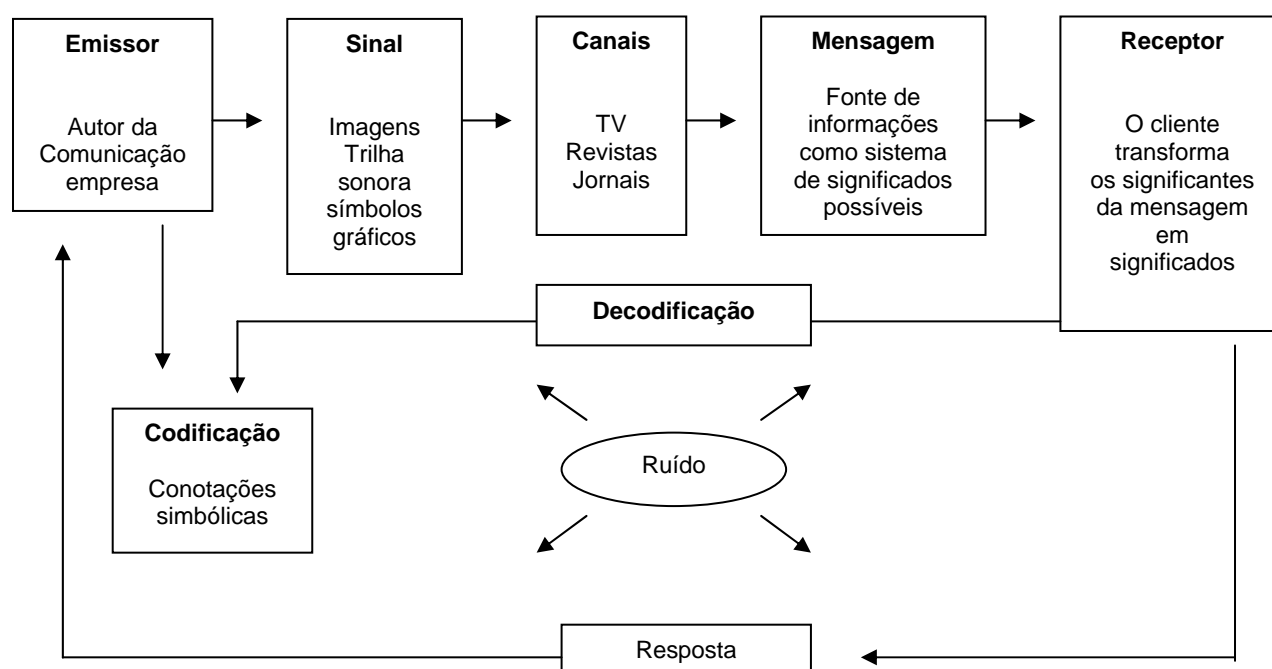 Emissor
Autor da
Comunicação
empresa
Sinal
Imagens
Trilha
sonora
símbolos
gráficos
Canais
TV
Revistas
Jornais
Mensagem
Fonte de
informações
como sistema
de significados
possíveis
Receptor
O cliente
transforma
os significantes
da mensagem
em
significados
Decodificação
Codificação
Conotações
simbólicas
Ruído
Resposta